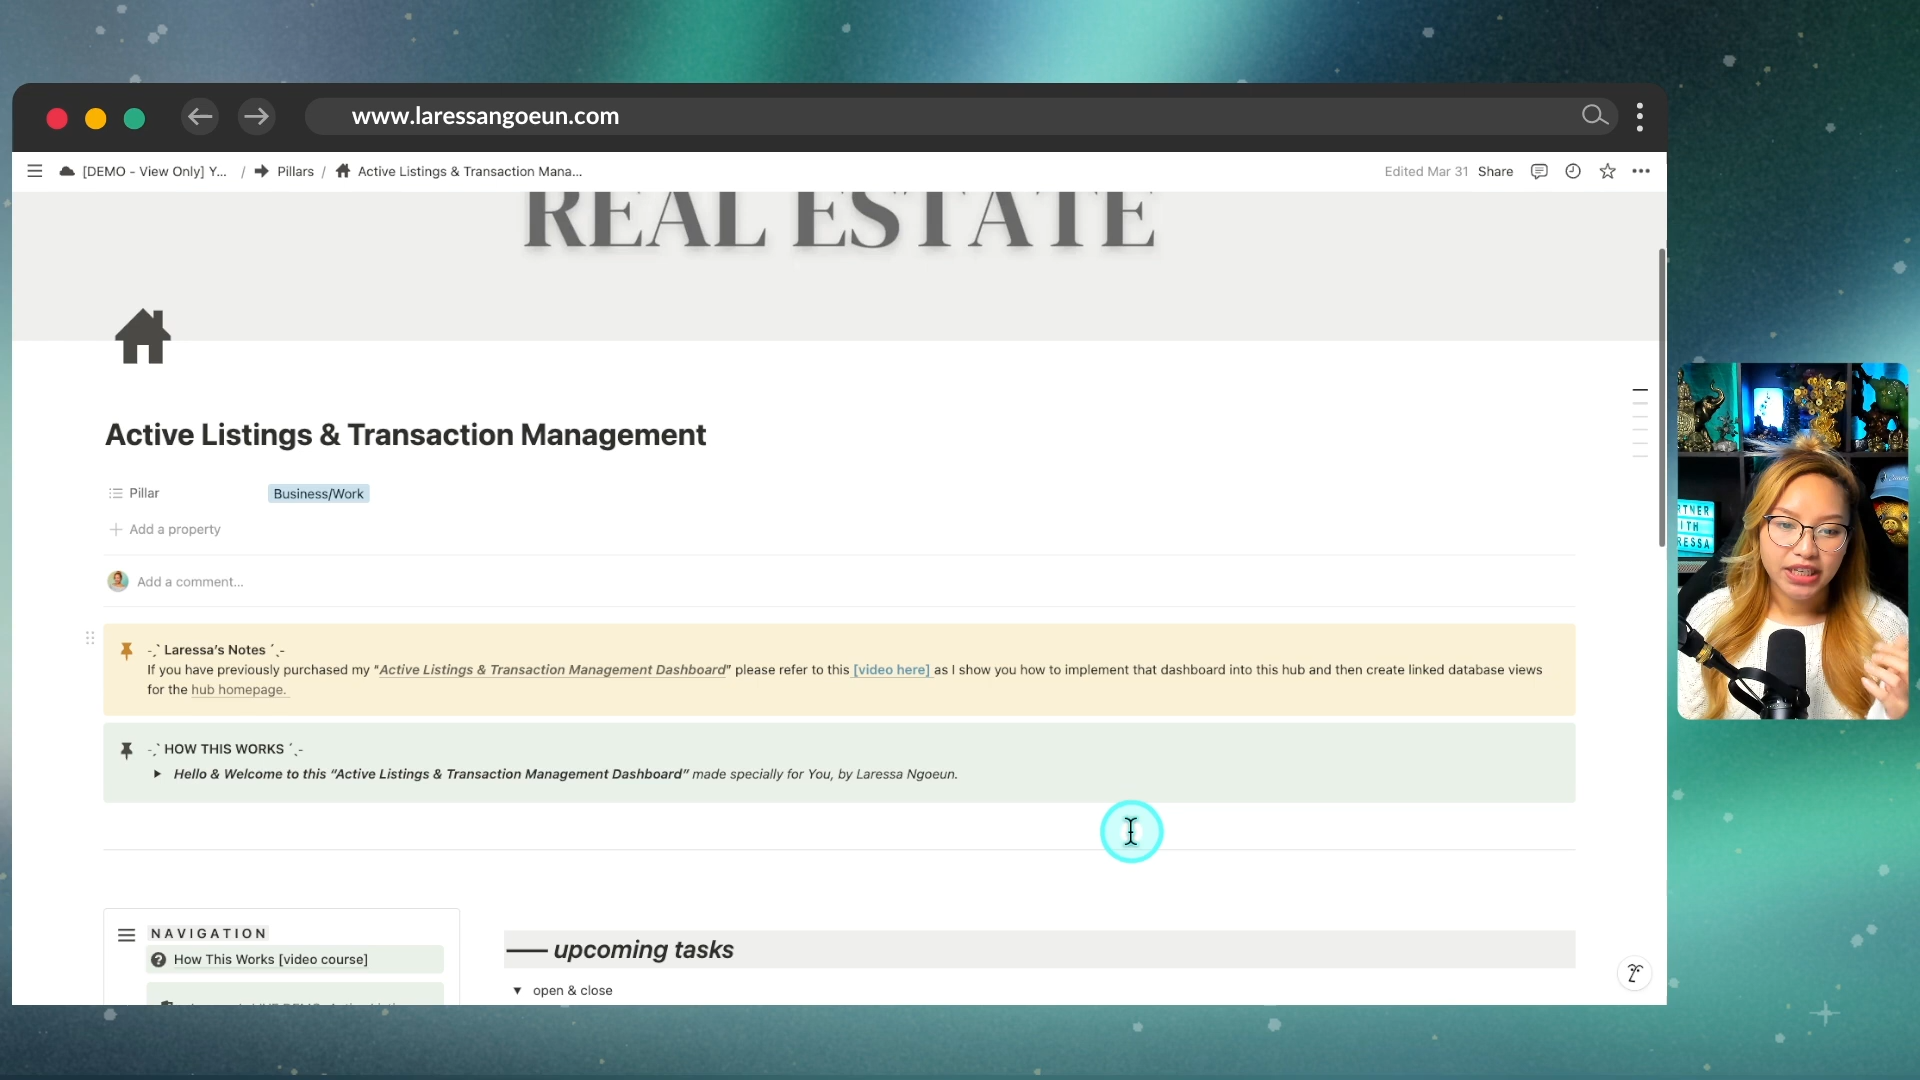 www.laressangoeun.com
[DEMO - View Only] Y... / Pillars / Active Listings & Transaction Mana...
Edited Mar 31 Share
REAL ESTATE
Active Listings & Transaction Management
Pillar Business/Work
Add a property
Add a comment...
-ˏˋ Laressa's Notes ˊˎ-
If you have previously purchased my "Active Listings & Transaction Management Dashboard" please refer to this [video here] as I show you how to implement that dashboard into this hub and then create linked database views
for the hub homepage.
-ˏˋ HOW THIS WORKS ˊˎ-
Hello & Welcome to this "Active Listings & Transaction Management Dashboard" made specially for You, by Laressa Ngoeun.
NAVIGATION
How This Works [video course]
—— upcoming tasks
open & close